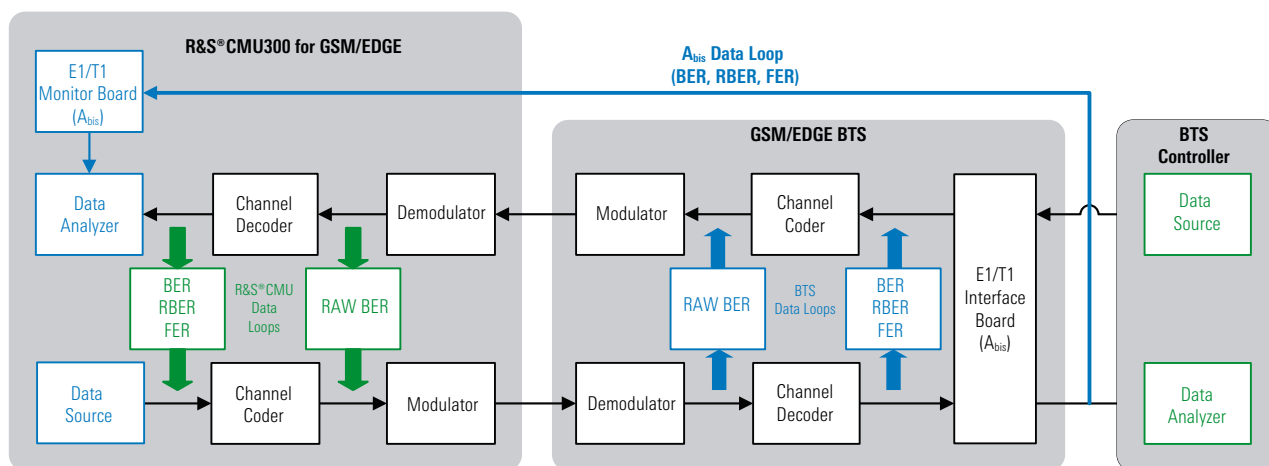 R&S®CMU300 for GSM/EDGE
E1/T1
Monitor Board
(Abis)
Abis Data Loop
(BER, RBER, FER)
GSM/EDGE BTS
BTS
Controller
Data
Analyzer
Channel
Decoder
Demodulator
Modulator
Channel
Coder
Data
Source
BER
RBER
FER
R&S®CMU
Data
Loops
RAW BER
RAW BER
BTS
Data Loops
BER
RBER
FER
E1/T1
Interface
Board
(Abis)
Data
Source
Channel
Coder
Modulator
Demodulator
Channel
Decoder
Data
Analyzer